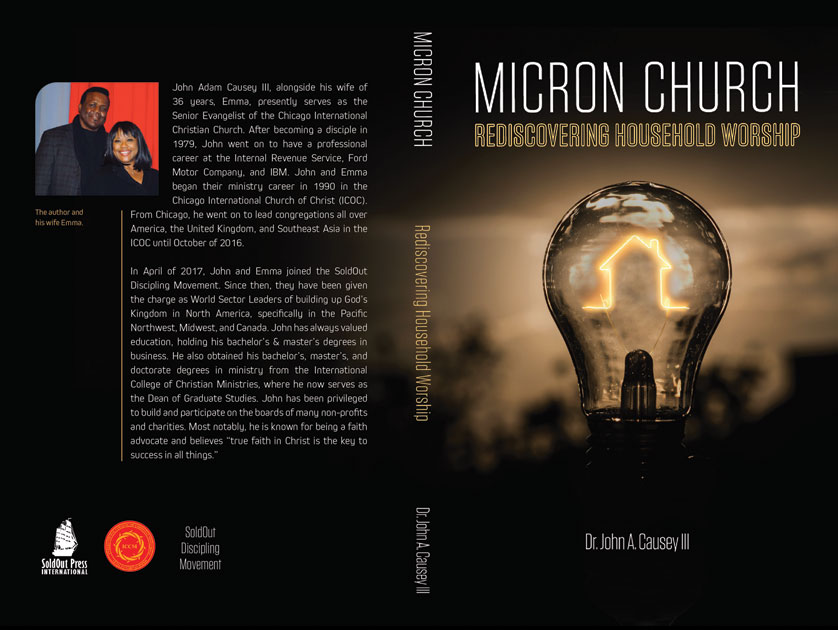 John Adam Causey III, alongside his wife of
36 years, Emma, presently serves as the
Senior Evangelist of the Chicago International
Christian Church. After becoming a disciple in
1979, John went on to have a professional
career at the Internal Revenue Service, Ford
Motor Company, and IBM. John and Emma
began their ministry career in 1990 in the
Chicago International Church of Christ (ICOC).
From Chicago, he went on to lead congregations all over
America, the United Kingdom, and Southeast Asia in the
ICOC until October of 2016.
The author and
his wife Emma.
In April of 2017, John and Emma joined the SoldOut
Discipling Movement. Since then, they have been given
the charge as World Sector Leaders of building up God's
Kingdom in North America, specifically in the Pacific
Northwest, Midwest, and Canada. John has always valued
education, holding his bachelor's & master's degrees in
business. He also obtained his bachelor's, master's, and
doctorate degrees in ministry from the International
College of Christian Ministries, where he now serves as
the Dean of Graduate Studies. John has been privileged
to build and participate on the boards of many non-profits
and charities. Most notably, he is known for being a faith
advocate and believes "true faith in Christ is the key to
success in all things."
SoldOut Press
INTERNATIONAL
ICCM
SoldOut
Discipling
Movement
MICRON CHURCH
Rediscovering Household Worship
Dr. John A. Causey III
MICRON CHURCH
REDISCOVERING HOUSEHOLD WORSHIP
Dr. John A. Causey III